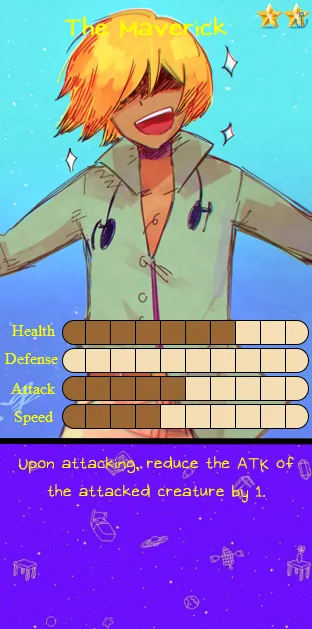 The Maverick
Health
Defense
Attack
Speed
Upon attacking, reduce the ATK of
the attacked creature by 1.